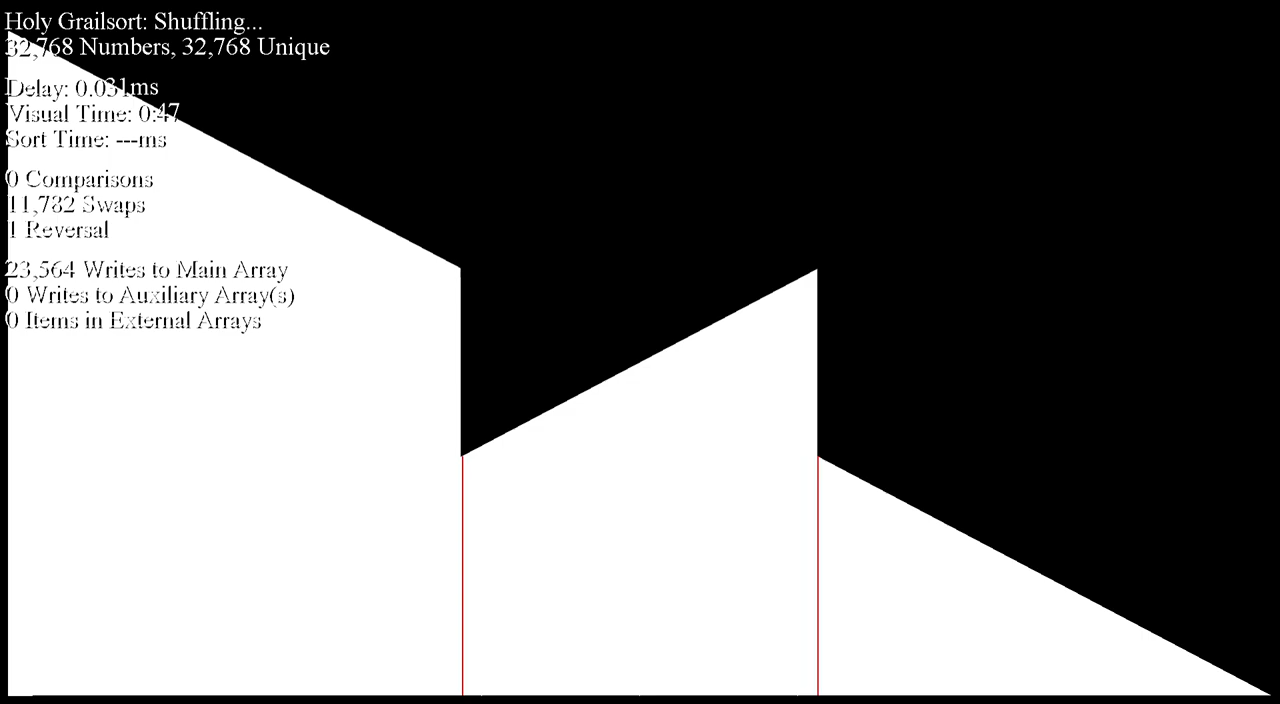 Holy Grailsort: Shuffling...
32,768 Numbers, 32,768 Unique
Delay: 0.031ms
Visual Time: 0:47
Sort Time: ---ms
0 Comparisons
11,782 Swaps
1 Reversal
23,564 Writes to Main Array
0 Writes to Auxiliary Array(s)
0 Items in External Arrays